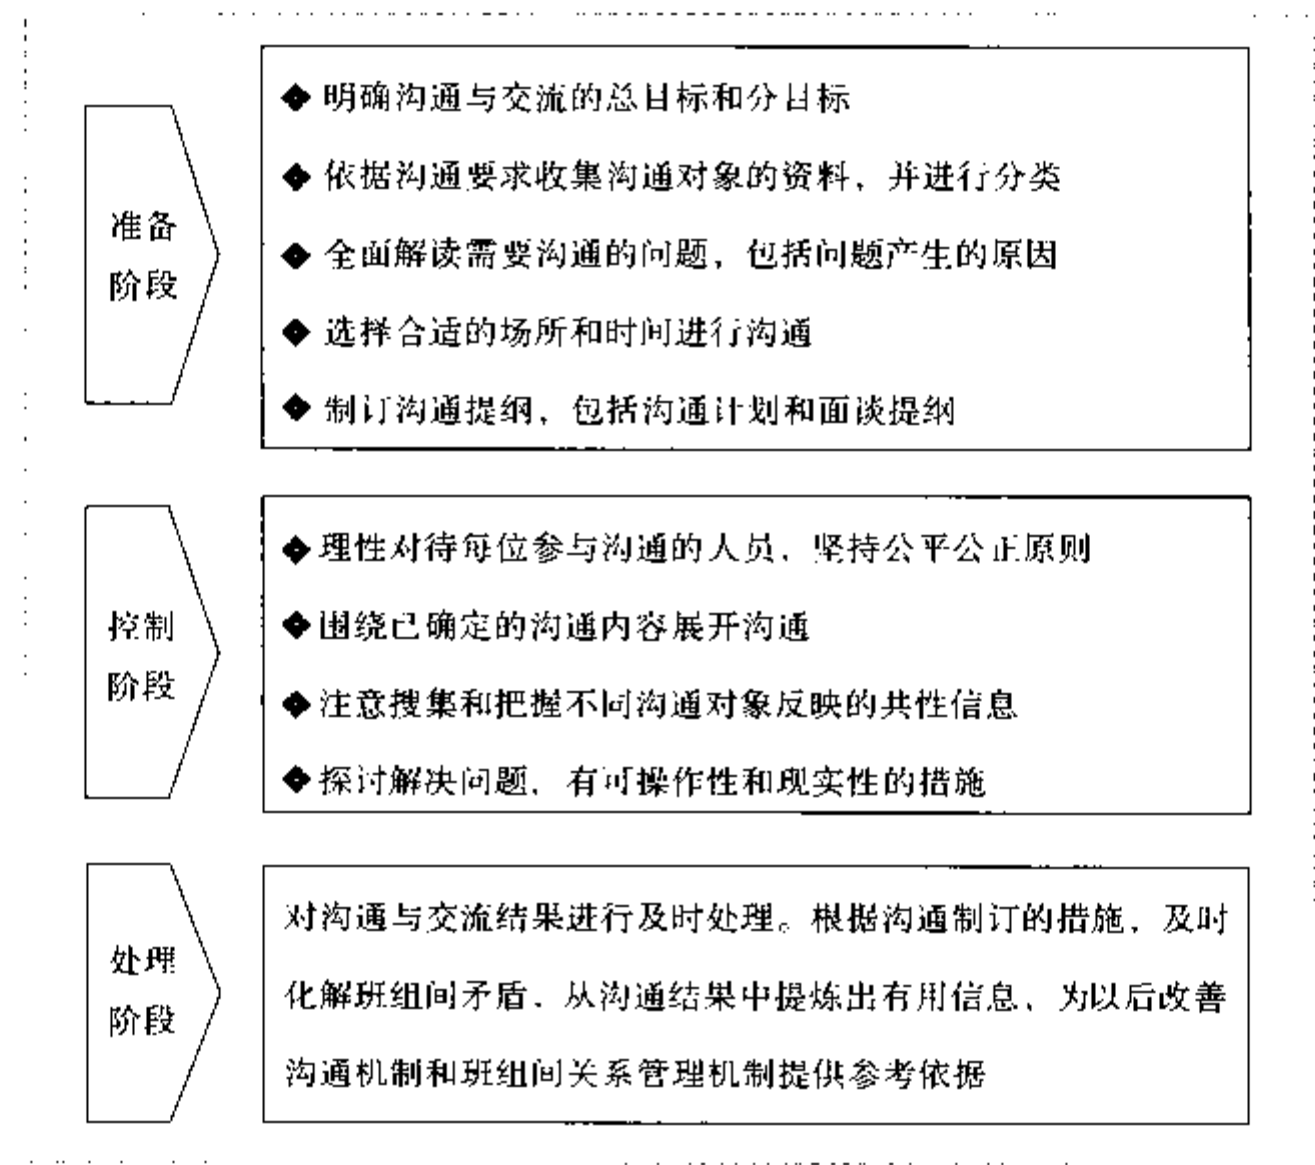 准备
阶段
◆ 明确沟通与交流的总目标和分目标
◆ 依据沟通要求收集沟通对象的资料，并进行分类
◆ 全面解读需要沟通的问题，包括问题产生的原因
◆ 选择合适的场所和时间进行沟通
◆ 制订沟通提纲，包括沟通计划和面谈提纲
控制
阶段
◆ 理性对待每位参与沟通的人员，坚持公平公正原则
◆ 围绕已确定的沟通内容展开沟通
◆ 注意搜集和把握不同沟通对象反映的共性信息
◆ 探讨解决问题，有可操作性和现实性的措施
处理
阶段
对沟通与交流结果进行及时处理。根据沟通制订的措施，及时
化解班组间矛盾，从沟通结果中提炼出有用信息，为以后改善
沟通机制和班组间关系管理机制提供参考依据